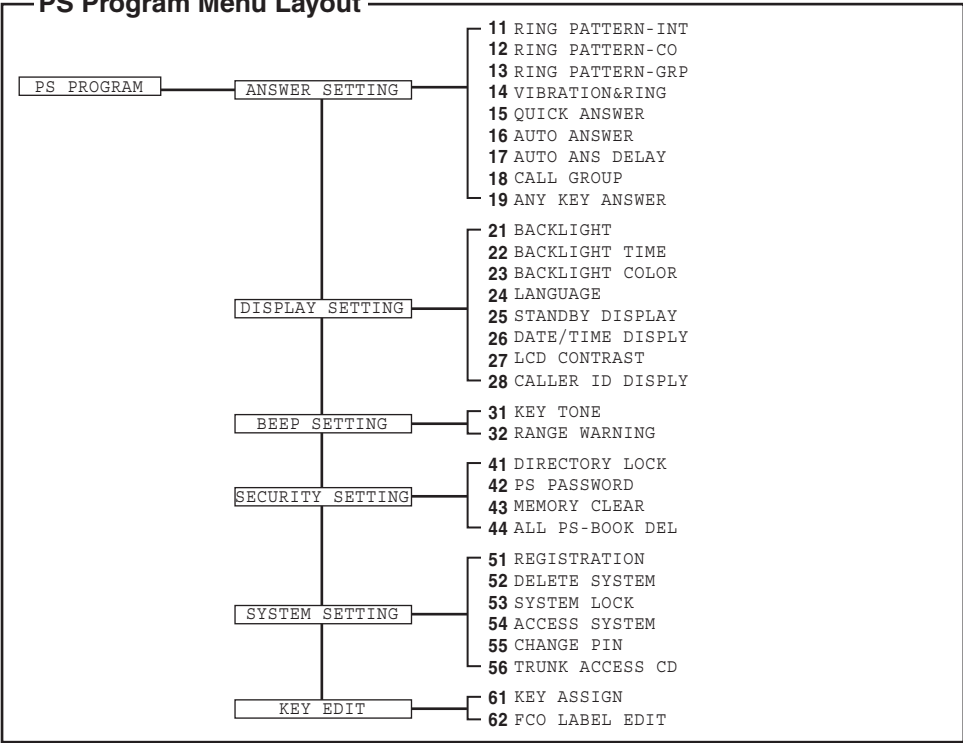 PS Program Menu Layout
PS PROGRAM
ANSWER SETTING
11 RING PATTERN-INT
12 RING PATTERN-CO
13 RING PATTERN-GRP
14 VIBRATION&RING
15 QUICK ANSWER
16 AUTO ANSWER
17 AUTO ANS DELAY
18 CALL GROUP
19 ANY KEY ANSWER
DISPLAY SETTING
21 BACKLIGHT
22 BACKLIGHT TIME
23 BACKLIGHT COLOR
24 LANGUAGE
25 STANDBY DISPLAY
26 DATE/TIME DISPLY
27 LCD CONTRAST
28 CALLER ID DISPLY
BEEP SETTING
31 KEY TONE
32 RANGE WARNING
SECURITY SETTING
41 DIRECTORY LOCK
42 PS PASSWORD
43 MEMORY CLEAR
44 ALL PS-BOOK DEL
SYSTEM SETTING
51 REGISTRATION
52 DELETE SYSTEM
53 SYSTEM LOCK
54 ACCESS SYSTEM
55 CHANGE PIN
56 TRUNK ACCESS CD
KEY EDIT
61 KEY ASSIGN
62 FCO LABEL EDIT